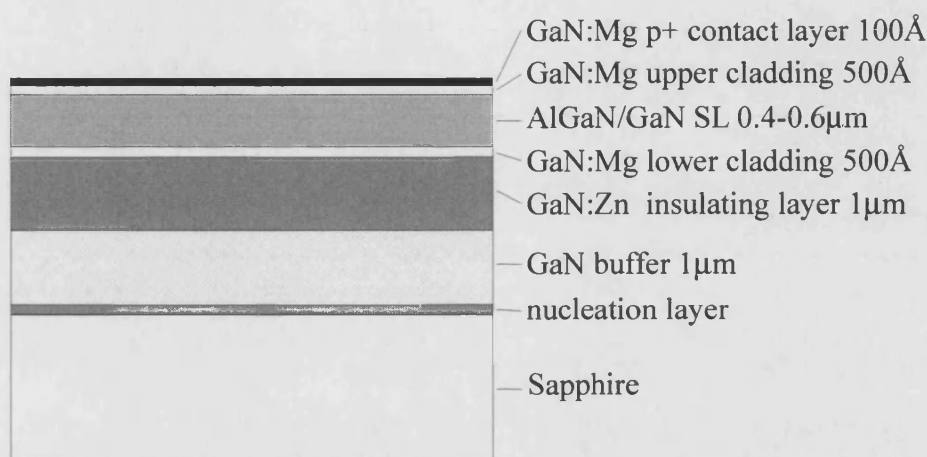 GaN:Mg p+ contact layer 100Å
GaN:Mg upper cladding 500Å
AlGaN/GaN SL 0.4-0.6μm
GaN:Mg lower cladding 500Å
GaN:Zn insulating layer 1μm
GaN buffer 1μm
nucleation layer
Sapphire